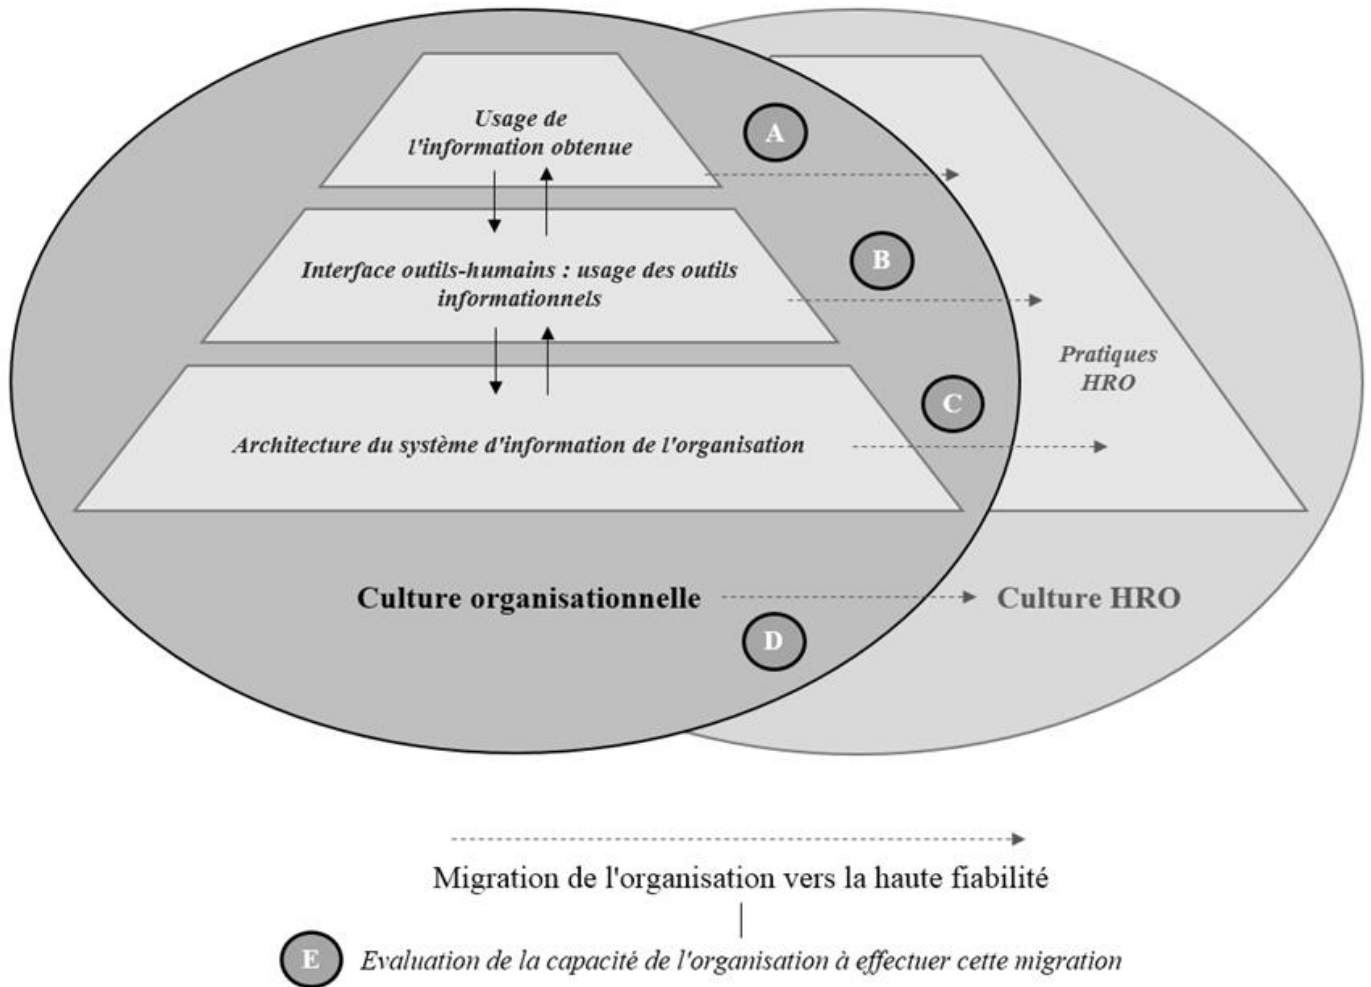 Usage de
l'information obtenue
A
Interface outils-humains : usage des outils
informationnels
B
Pratiques
HRO
C
Architecture du système d'information de l'organisation
Culture organisationnelle
Culture HRO
D
Migration de l'organisation vers la haute fiabilité
E
Evaluation de la capacité de l'organisation à effectuer cette migration